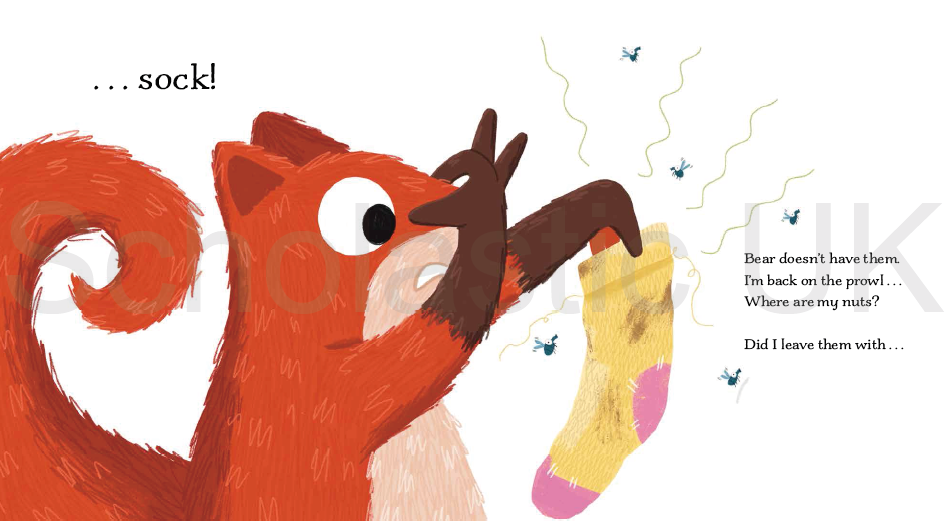 . . . sock!
Scholastic UK
Bear doesn't have them.
I'm back on the prowl . . .
Where are my nuts?
Did I leave them with . . .